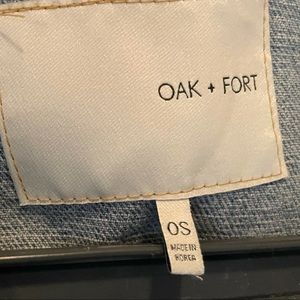 OAK + FORT
OS
MADE IN
KOREA